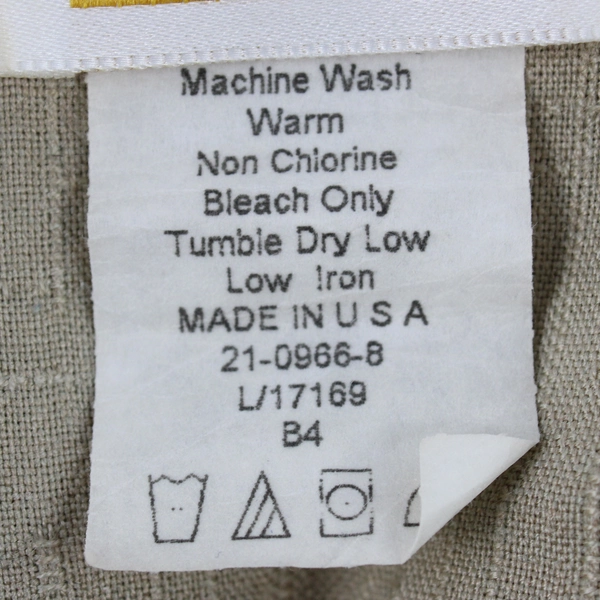 Machine Wash
Warm
Non Chlorine
Bleach Only
Tumble Dry Low
Low Iron
MADE IN U S A
21-0966-8
L/17169
B4